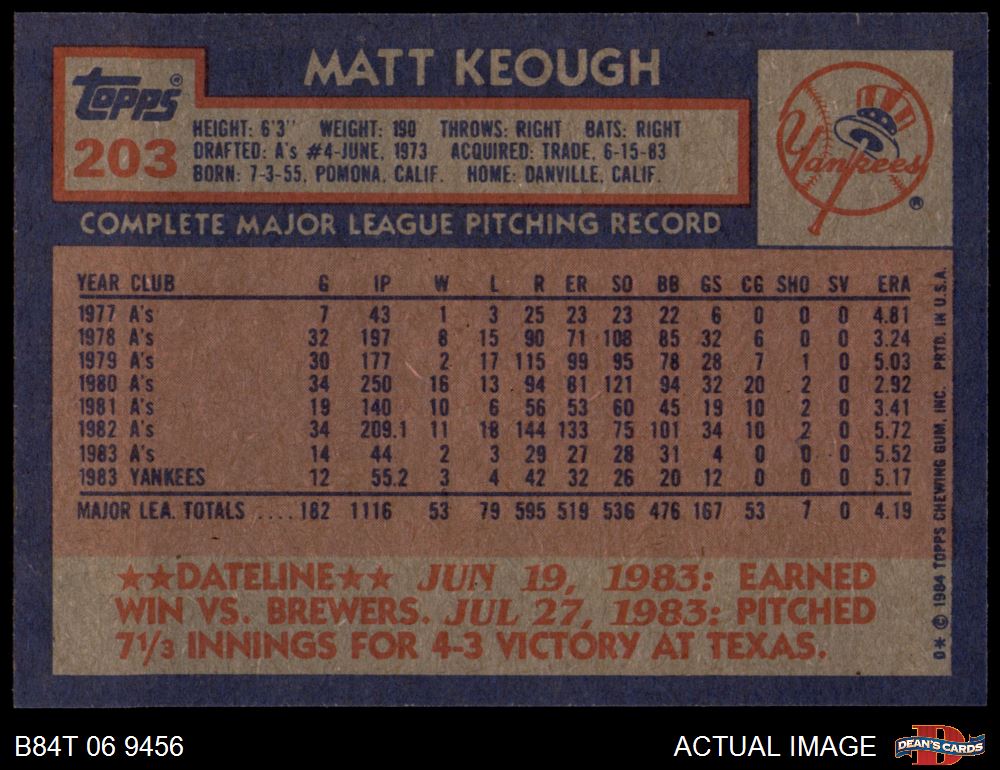 MATT KEOUGH
Topps®
203
HEIGHT: 6'3" WEIGHT: 190 THROWS: RIGHT BATS: RIGHT
DRAFTED: A's #4-JUNE, 1973 ACQUIRED: TRADE, 6-15-83
BORN: 7-3-55, POMONA, CALIF. HOME: DANVILLE, CALIF.
Yankees®
COMPLETE MAJOR LEAGUE PITCHING RECORD
YEAR CLUB G IP W L R ER SO BB GS CG SHO SV ERA
1977 A's 7 43 1 3 25 23 23 22 6 0 0 0 4.81
1978 A's 32 197 8 15 90 71 108 85 32 6 0 0 3.24
1979 A's 30 177 2 17 115 99 95 78 28 7 1 0 5.03
1980 A's 34 250 16 13 94 81 121 94 32 20 2 0 2.92
1981 A's 19 140 10 6 56 53 60 45 19 10 2 0 3.41
1982 A's 34 209.1 11 18 144 133 75 101 34 10 2 0 5.72
1983 A's 14 44 2 3 29 27 28 31 4 0 0 0 5.52
1983 YANKEES 12 55.2 3 4 42 32 26 20 12 0 0 0 5.17
MAJOR LEA. TOTALS .... 182 1116 53 79 595 519 536 476 167 53 7 0 4.19
★★DATELINE★★ JUN 19, 1983: EARNED
WIN VS. BREWERS. JUL 27, 1983: PITCHED
7 1/3 INNINGS FOR 4-3 VICTORY AT TEXAS.
0* © 1984 TOPPS CHEWING GUM, INC. PRTD. IN U.S.A.
B84T 06 9456
ACTUAL IMAGE
D
DEAN'S CARDS